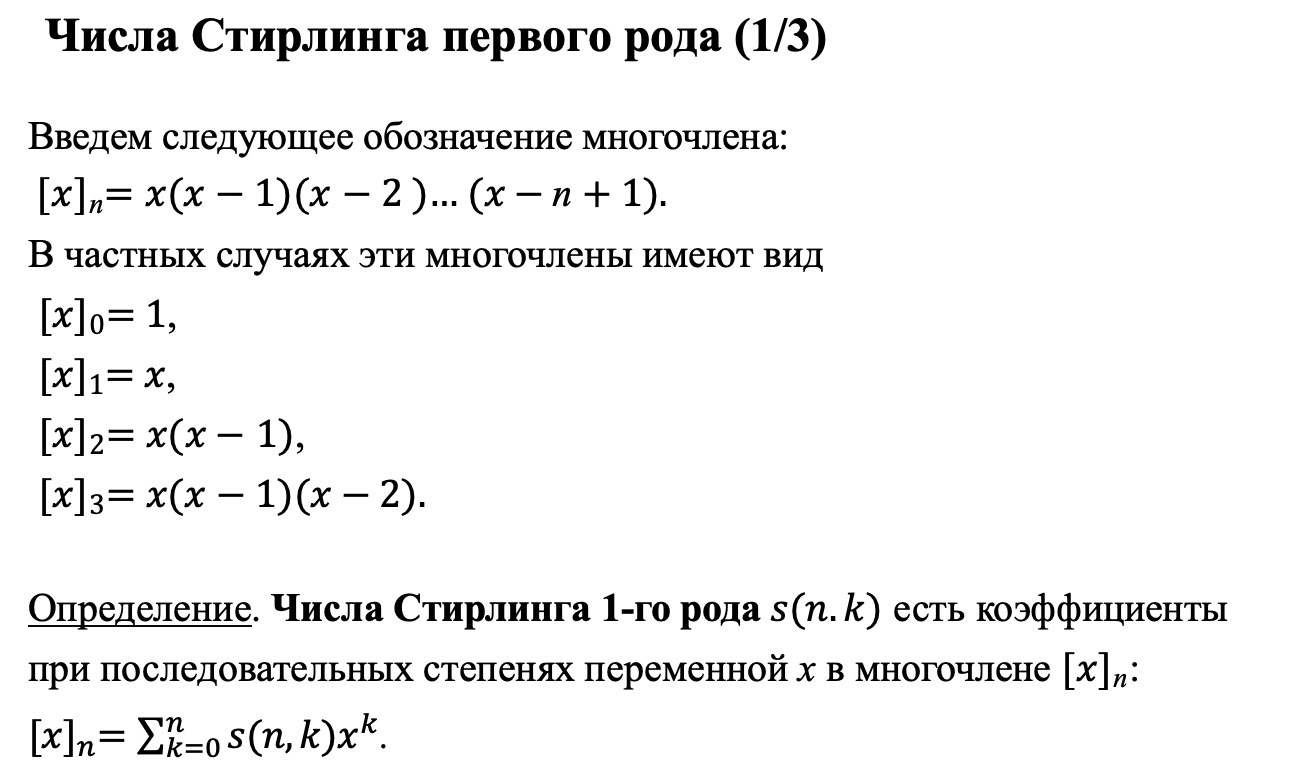 Числа Стирлинга первого рода (1/3)
Введем следующее обозначение многочлена:
[x]ₙ= x(x − 1)(x − 2 )… (x − n + 1).
В частных случаях эти многочлены имеют вид
[x]₀= 1,
[x]₁= x,
[x]₂= x(x − 1),
[x]₃= x(x − 1)(x − 2).
Определение. Числа Стирлинга 1-го рода s(n. k) есть коэффициенты
при последовательных степенях переменной x в многочлене [x]ₙ:
[x]ₙ= ∑ⁿₖ₌₀ s(n, k)xᵏ.